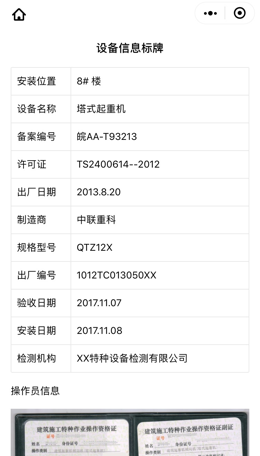 设备信息标牌
安装位置 8# 楼
设备名称 塔式起重机
备案编号 皖AA-T93213
许可证 TS2400614--2012
出厂日期 2013.8.20
制造商 中联重科
规格型号 QTZ12X
出厂编号 1012TC013050XX
验收日期 2017.11.07
安装日期 2017.11.08
检测机构 XX特种设备检测有限公司
操作员信息
建筑施工特种作业操作资格证 建筑施工特种作业操作资格证副证